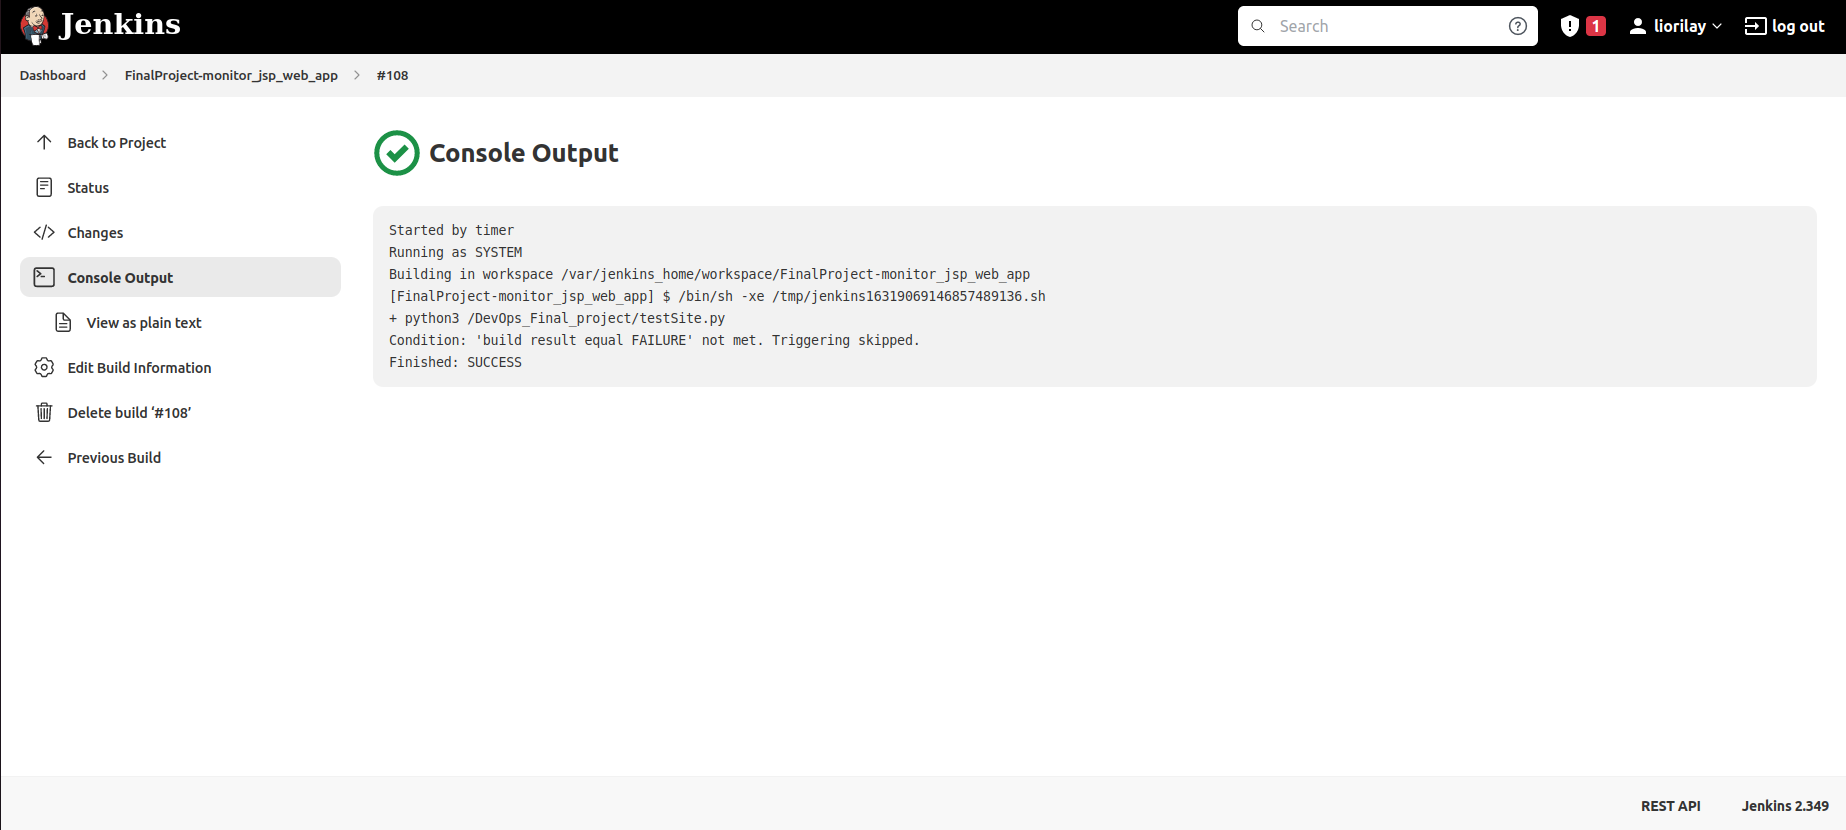 Jenkins
Search
1
liorilay
log out
Dashboard
FinalProject-monitor_jsp_web_app
#108
Back to Project
Status
Changes
Console Output
View as plain text
Edit Build Information
Delete build ‘#108’
Previous Build
Console Output
Started by timer
Running as SYSTEM
Building in workspace /var/jenkins_home/workspace/FinalProject-monitor_jsp_web_app
[FinalProject-monitor_jsp_web_app] $ /bin/sh -xe /tmp/jenkins16319069146857489136.sh
+ python3 /DevOps_Final_project/testSite.py
Condition: 'build result equal FAILURE' not met. Triggering skipped.
Finished: SUCCESS
REST API
Jenkins 2.349